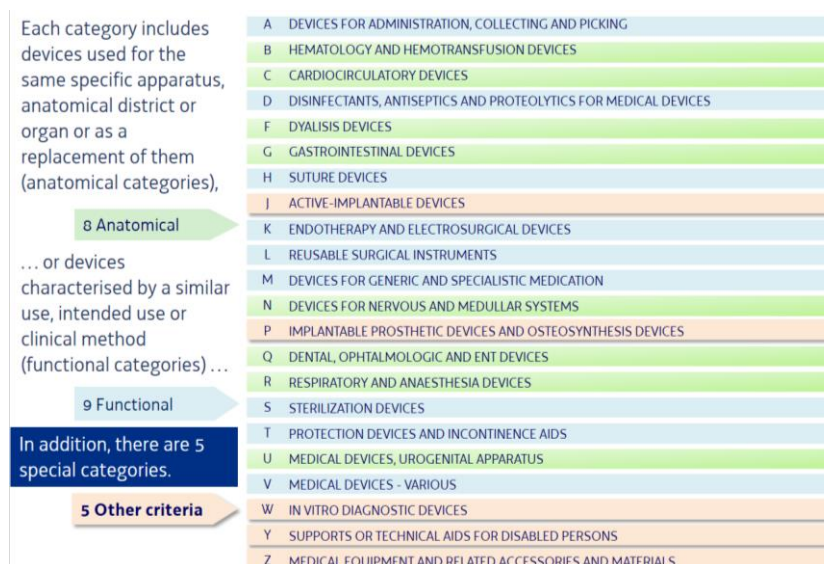 Each category includes
devices used for the
same specific apparatus,
anatomical district or
organ or as a
replacement of them
(anatomical categories),
8 Anatomical
... or devices
characterised by a similar
use, intended use or
clinical method
(functional categories) ...
9 Functional
In addition, there are 5
special categories.
5 Other criteria
A DEVICES FOR ADMINISTRATION, COLLECTING AND PICKING
B HEMATOLOGY AND HEMOTRANSFUSION DEVICES
C CARDIOCIRCULATORY DEVICES
D DISINFECTANTS, ANTISEPTICS AND PROTEOLYTICS FOR MEDICAL DEVICES
F DYALISIS DEVICES
G GASTROINTESTINAL DEVICES
H SUTURE DEVICES
J ACTIVE-IMPLANTABLE DEVICES
K ENDOTHERAPY AND ELECTROSURGICAL DEVICES
L REUSABLE SURGICAL INSTRUMENTS
M DEVICES FOR GENERIC AND SPECIALISTIC MEDICATION
N DEVICES FOR NERVOUS AND MEDULLAR SYSTEMS
P IMPLANTABLE PROSTHETIC DEVICES AND OSTEOSYNTHESIS DEVICES
Q DENTAL, OPHTALMOLOGIC AND ENT DEVICES
R RESPIRATORY AND ANAESTHESIA DEVICES
S STERILIZATION DEVICES
T PROTECTION DEVICES AND INCONTINENCE AIDS
U MEDICAL DEVICES, UROGENITAL APPARATUS
V MEDICAL DEVICES - VARIOUS
W IN VITRO DIAGNOSTIC DEVICES
Y SUPPORTS OR TECHNICAL AIDS FOR DISABLED PERSONS
Z MEDICAL EQUIPMENT AND RELATED ACCESSORIES AND MATERIALS